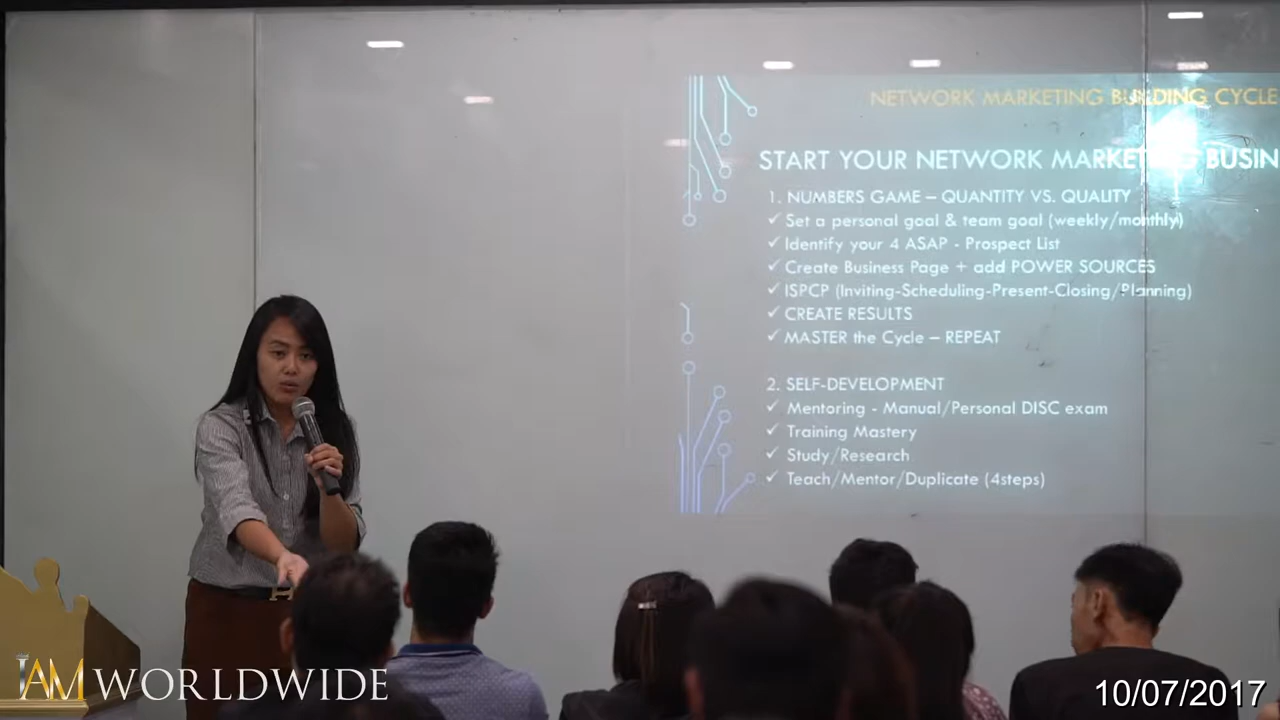 NETWORK MARKETING BUILDING CYCLE
START YOUR NETWORK MARKETING BUSIN
1. NUMBERS GAME – QUANTITY VS. QUALITY
✓ Set a personal goal & team goal (weekly/monthly)
✓ Identify your 4 ASAP - Prospect List
✓ Create Business Page + add POWER SOURCES
✓ ISPCP (Inviting-Scheduling-Present-Closing/Planning)
✓ CREATE RESULTS
✓ MASTER the Cycle – REPEAT
2. SELF-DEVELOPMENT
✓ Mentoring - Manual/Personal DISC exam
✓ Training Mastery
✓ Study/Research
✓ Teach/Mentor/Duplicate (4steps)
IAM WORLDWIDE
10/07/2017